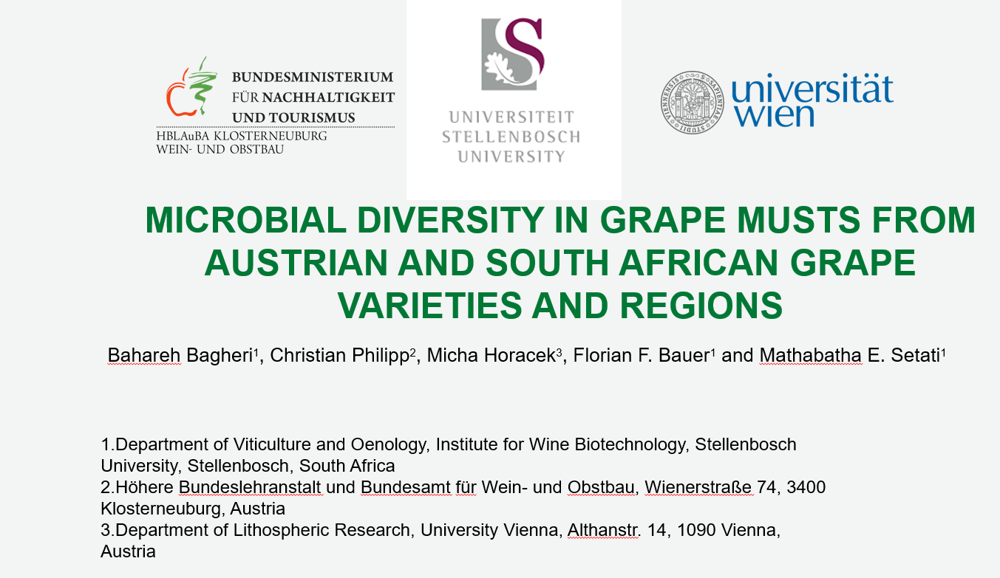 BUNDESMINISTERIUM
FÜR NACHHALTIGKEIT
UND TOURISMUS
HBLAuBA KLOSTERNEUBURG
WEIN- UND OBSTBAU
S
UNIVERSITEIT
STELLENBOSCH
UNIVERSITY
universität
wien
MICROBIAL DIVERSITY IN GRAPE MUSTS FROM
AUSTRIAN AND SOUTH AFRICAN GRAPE
VARIETIES AND REGIONS
Bahareh Bagheri¹, Christian Philipp², Micha Horacek³, Florian F. Bauer¹ and Mathabatha E. Setati¹
1.Department of Viticulture and Oenology, Institute for Wine Biotechnology, Stellenbosch
University, Stellenbosch, South Africa
2.Höhere Bundeslehranstalt und Bundesamt für Wein- und Obstbau, Wienerstraße 74, 3400
Klosterneuburg, Austria
3.Department of Lithospheric Research, University Vienna, Althanstr. 14, 1090 Vienna,
Austria